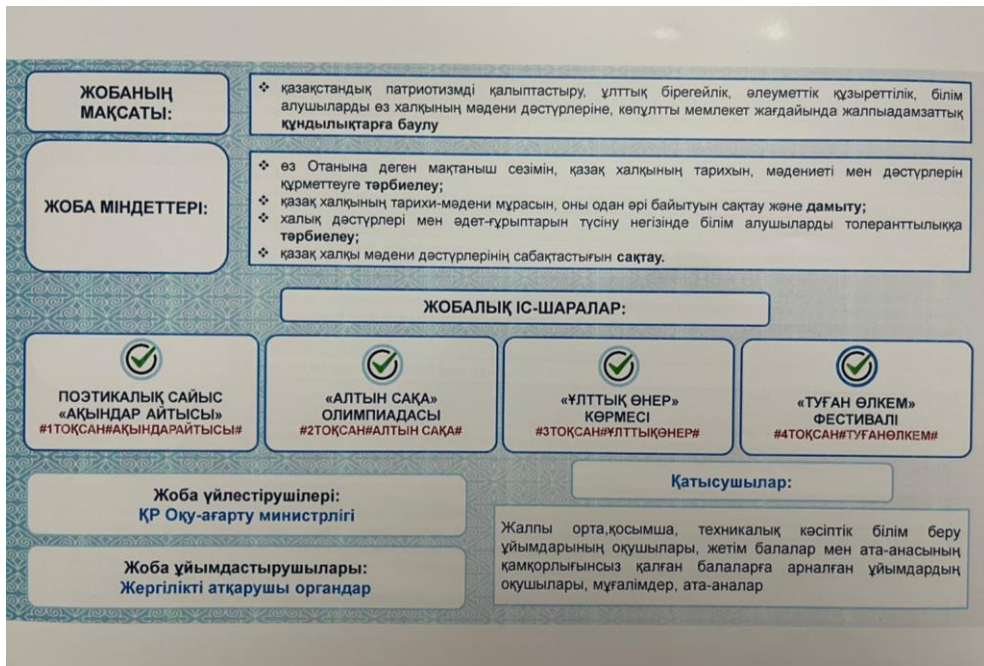 ЖОБАНЫҢ
МАҚСАТЫ:
❖ қазақстандық патриотизмді қалыптастыру, ұлттық бірегейлік, әлеуметтік құзыреттілік, білім
алушыларды өз халқының мәдени дәстүрлеріне, көпұлтты мемлекет жағдайында жалпыадамзаттық
құндылықтарға баулу
ЖОБА МІНДЕТТЕРІ:
❖ өз Отанына деген мақтаныш сезімін, қазақ халқының тарихын, мәдениеті мен дәстүрлерін
құрметтеуге тәрбиелеу;
❖ қазақ халқының тарихи-мәдени мұрасын, оны одан әрі байытуын сақтау және дамыту;
❖ халық дәстүрлері мен әдет-ғұрыптарын түсіну негізінде білім алушыларды толеранттылыққа
тәрбиелеу;
❖ қазақ халқы мәдени дәстүрлерінің сабақтастығын сақтау.
ЖОБАЛЫҚ ІС-ШАРАЛАР:
ПОЭТИКАЛЫҚ САЙЫС
«АҚЫНДАР АЙТЫСЫ»
#1ТОҚСАН#АҚЫНДАРАЙТЫСЫ#
«АЛТЫН САҚА»
ОЛИМПИАДАСЫ
#2ТОҚСАН#АЛТЫН САҚА#
«ҰЛТТЫҚ ӨНЕР»
КӨРМЕСІ
#3ТОҚСАН#ҰЛТТЫҚӨНЕР#
«ТУҒАН ӨЛКЕМ»
ФЕСТИВАЛІ
#4ТОҚСАН#ТУҒАНӨЛКЕМ#
Жоба үйлестірушілері:
ҚР Оқу-ағарту министрлігі
Жоба ұйымдастырушылары:
Жергілікті атқарушы органдар
Қатысушылар:
Жалпы орта,қосымша, техникалық кәсіптік білім беру
ұйымдарының оқушылары, жетім балалар мен ата-анасының
қамқорлығынсыз қалған балаларға арналған ұйымдардың
оқушылары, мұғалімдер, ата-аналар